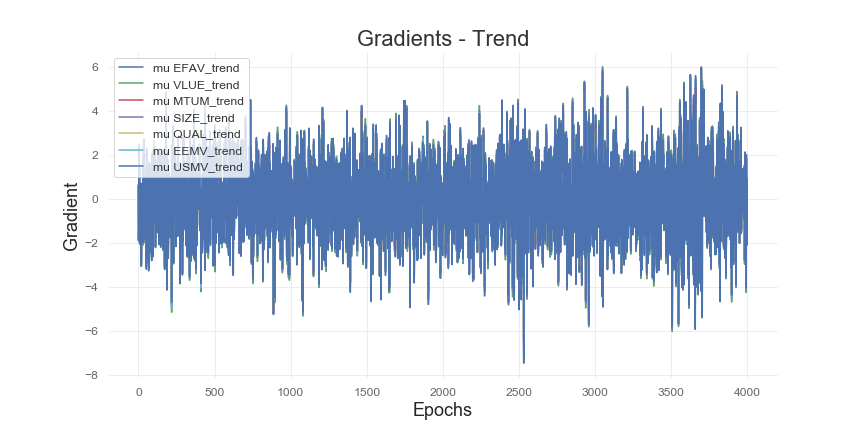 Gradients - Trend
mu EFAV_trend
mu VLUE_trend
mu MTUM_trend
mu SIZE_trend
mu QUAL_trend
mu EEMV_trend
mu USMV_trend
Gradient
6
4
2
0
−2
−4
−6
−8
0 500 1000 1500 2000 2500 3000 3500 4000
Epochs